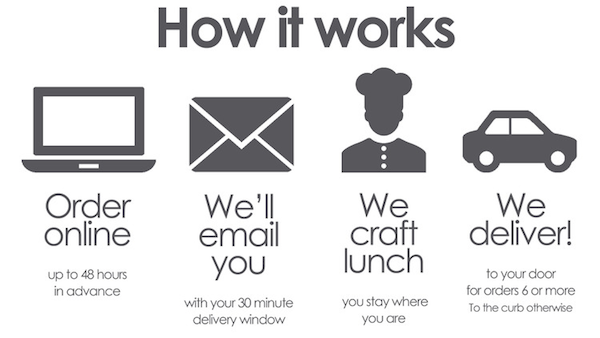 How it works
Order
online
up to 48 hours
in advance
We'll
email
you
with your 30 minute
delivery window
We
craft
lunch
you stay where
you are
We
deliver!
to your door
for orders 6 or more
To the curb otherwise